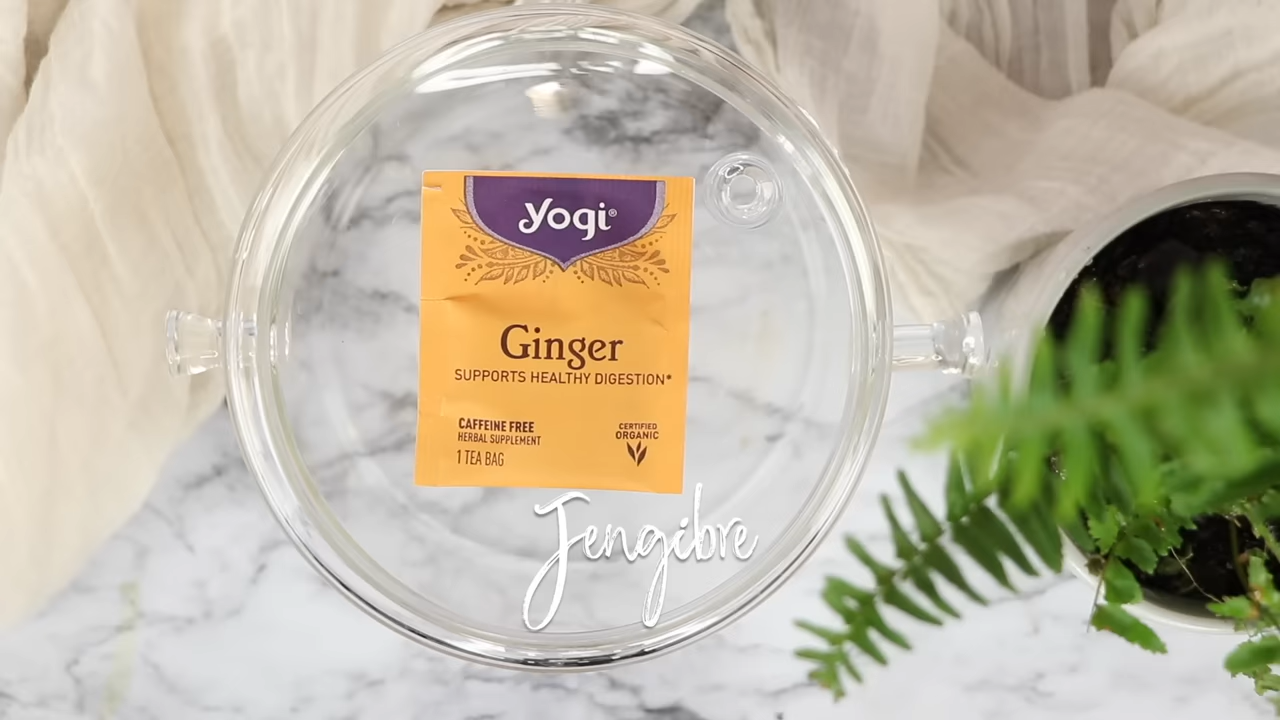 yogi®
Ginger
SUPPORTS HEALTHY DIGESTION*
CAFFEINE FREE
HERBAL SUPPLEMENT
1 TEA BAG
CERTIFIED
ORGANIC
Jengibre